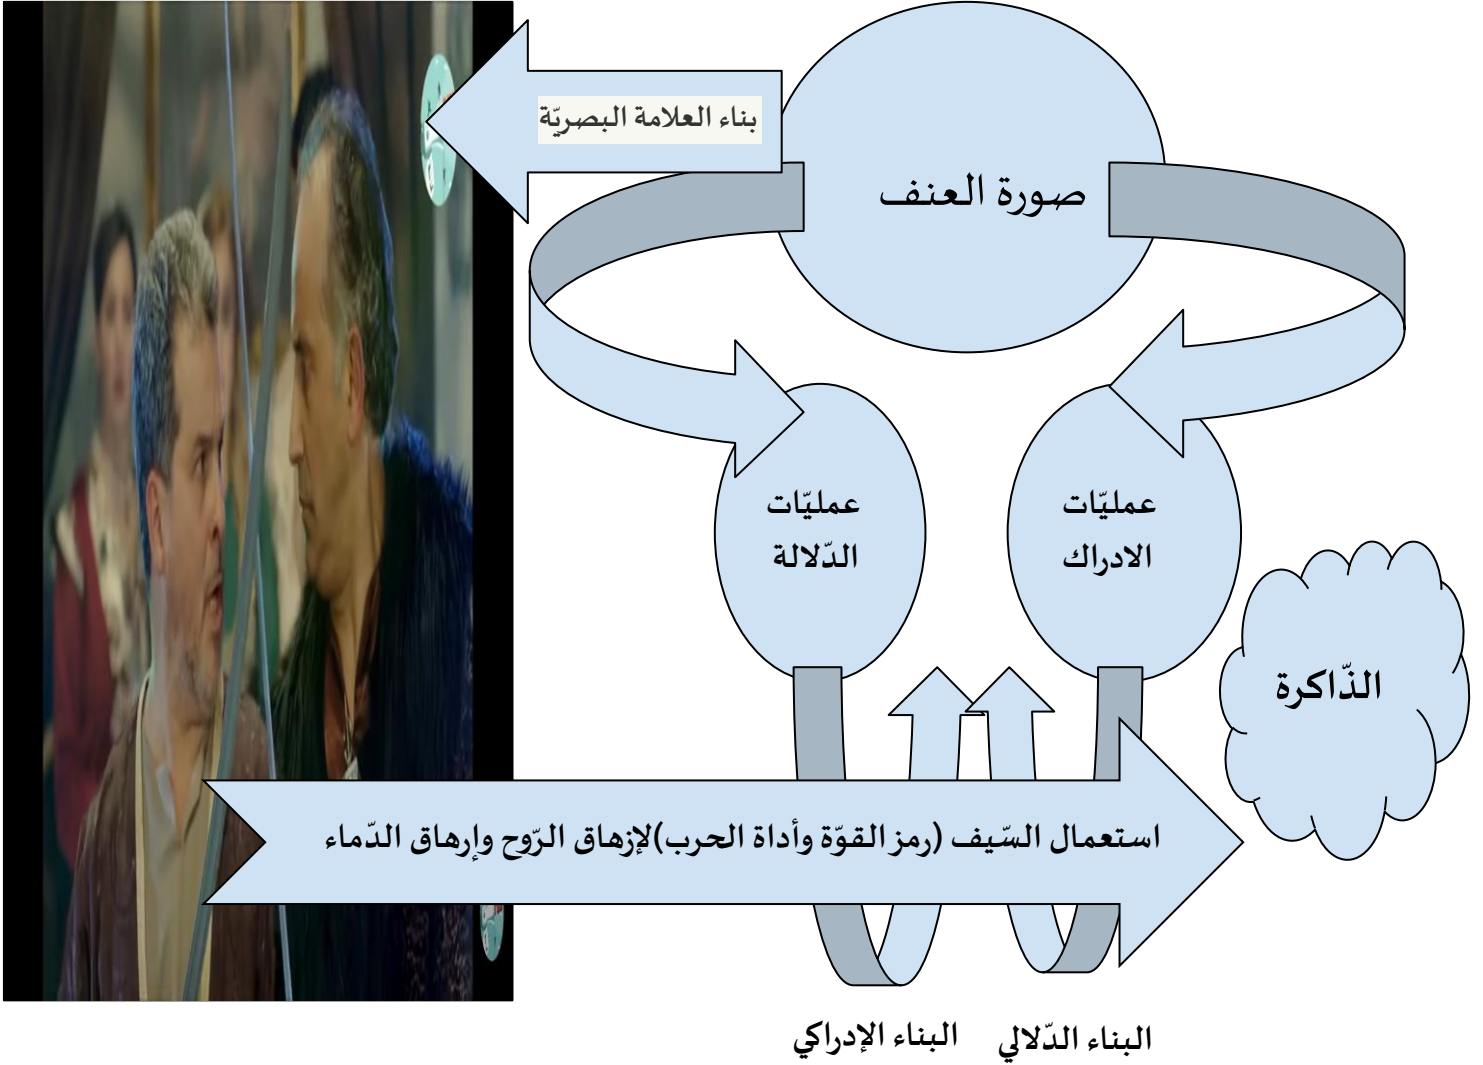 بناء العلامة البصريّة
صورة العنف
عمليّات
الادراك
عمليّات
الدّلالة
الذّاكرة
استعمال السّيف (رمز القوّة وأداة الحرب)لإزهاق الرّوح وإرهاق الدّماء
البناء الدّلالي
البناء الإدراكي